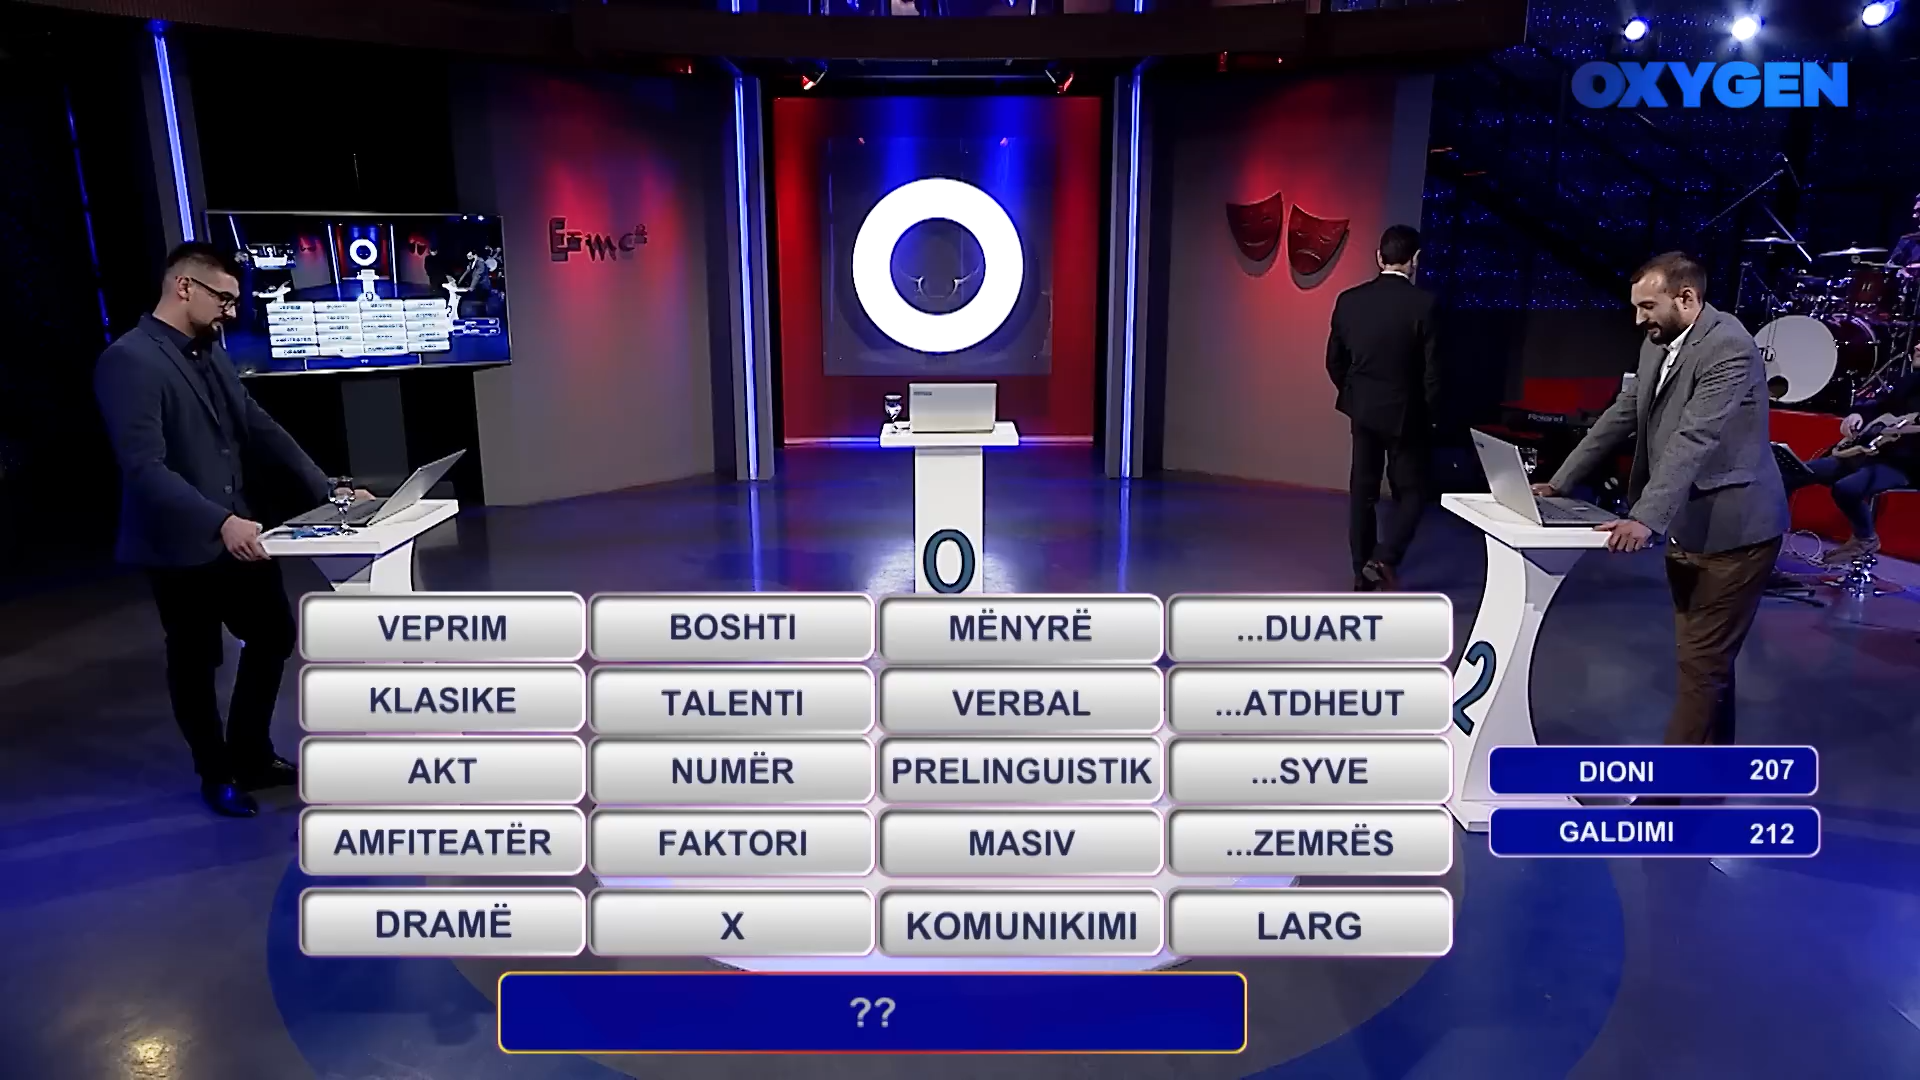 OXYGEN
E=mc²
0
VEPRIM
BOSHTI
MËNYRË
...DUART
KLASIKE
TALENTI
VERBAL
...ATDHEUT
2
AKT
NUMËR
PRELINGUISTIK
...SYVE
DIONI 207
AMFITEATËR
FAKTORI
MASIV
...ZEMRËS
GALDIMI 212
DRAMË
X
KOMUNIKIMI
LARG
??